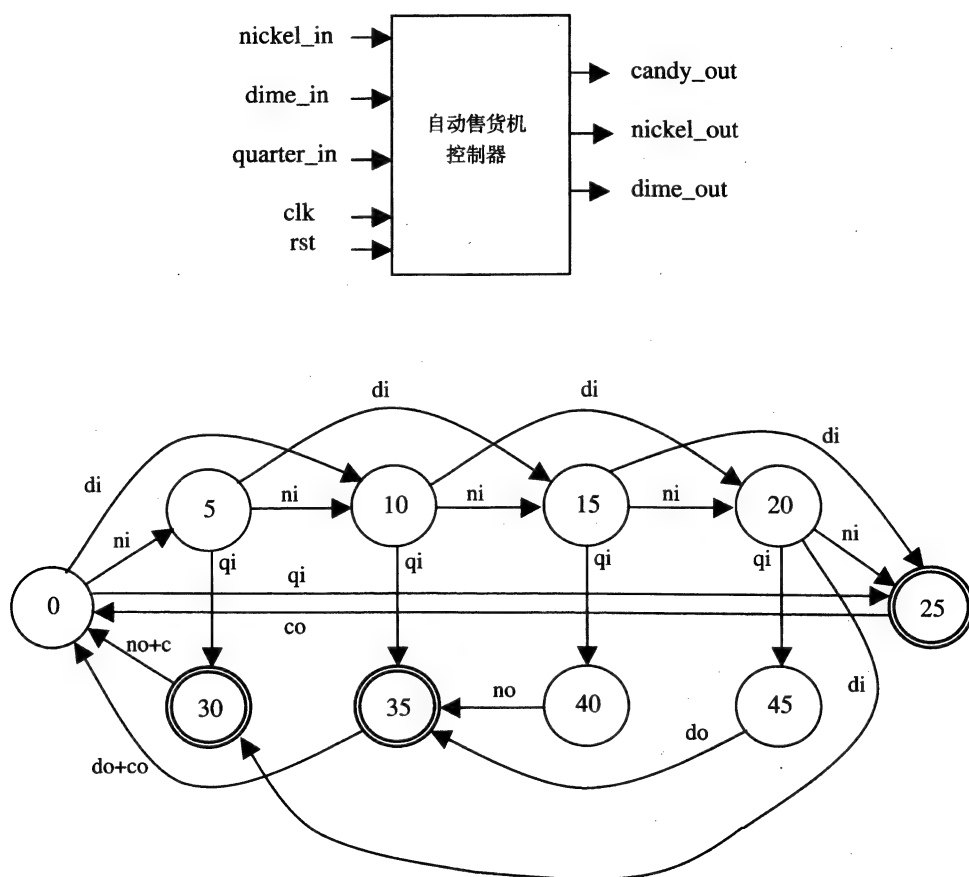 nickel_in
dime_in
quarter_in
clk
rst
自动售货机
控制器
candy_out
nickel_out
dime_out
di
di
di
di
ni
ni
ni
ni
ni
5
10
15
20
qi
qi
qi
qi
qi
0
25
co
no+c
30
35
no
40
45
di
do+co
do